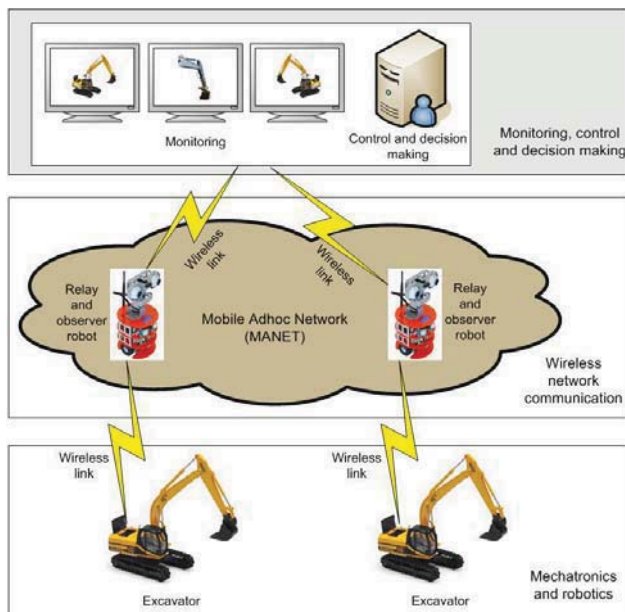 Monitoring
Control and decision
making
Monitoring, control
and decision making
Wireless
link
Wireless
link
Relay
and
observer
robot
Mobile Adhoc Network
(MANET)
Relay
and
observer
robot
Wireless
network
communication
Wireless
link
Wireless
link
Excavator
Excavator
Mechatronics
and robotics